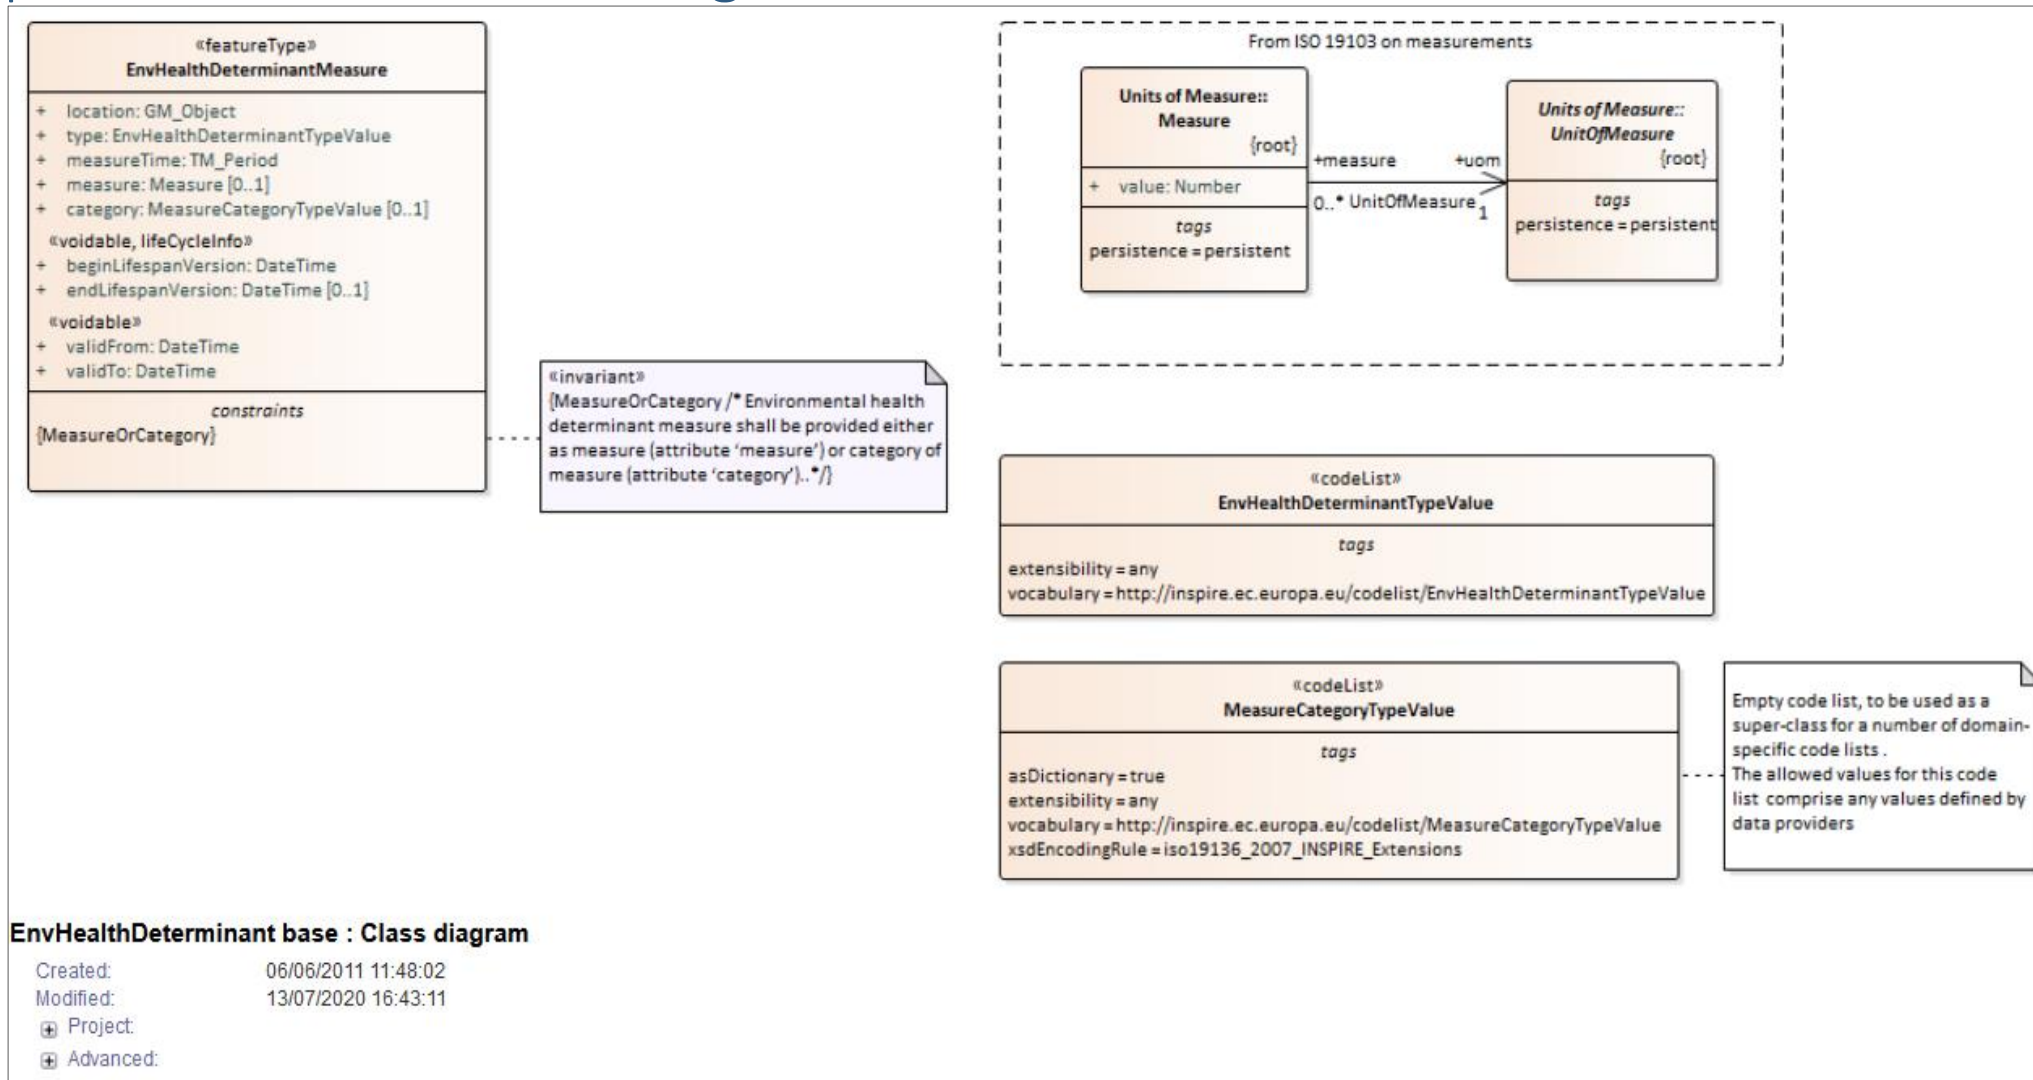 «featureType»
EnvHealthDeterminantMeasure
+ location: GM_Object
+ type: EnvHealthDeterminantTypeValue
+ measureTime: TM_Period
+ measure: Measure [0..1]
+ category: MeasureCategoryTypeValue [0..1]
«voidable, lifeCycleInfo»
+ beginLifespanVersion: DateTime
+ endLifespanVersion: DateTime [0..1]
«voidable»
+ validFrom: DateTime
+ validTo: DateTime
constraints
{MeasureOrCategory}
«invariant»
{MeasureOrCategory /* Environmental health
determinant measure shall be provided either
as measure (attribute ‘measure’) or category of
measure (attribute ‘category’)..*/}
From ISO 19103 on measurements
Units of Measure::
Measure
{root}
+ value: Number
tags
persistence = persistent
+measure +uom
0..* UnitOfMeasure 1
Units of Measure::
UnitOfMeasure
{root}
tags
persistence = persistent
«codeList»
EnvHealthDeterminantTypeValue
tags
extensibility = any
vocabulary = http://inspire.ec.europa.eu/codelist/EnvHealthDeterminantTypeValue
«codeList»
MeasureCategoryTypeValue
tags
asDictionary = true
extensibility = any
vocabulary = http://inspire.ec.europa.eu/codelist/MeasureCategoryTypeValue
xsdEncodingRule = iso19136_2007_INSPIRE_Extensions
Empty code list, to be used as a
super-class for a number of domain-
specific code lists .
The allowed values for this code
list comprise any values defined by
data providers
EnvHealthDeterminant base : Class diagram
Created: 06/06/2011 11:48:02
Modified: 13/07/2020 16:43:11
Project:
Advanced: